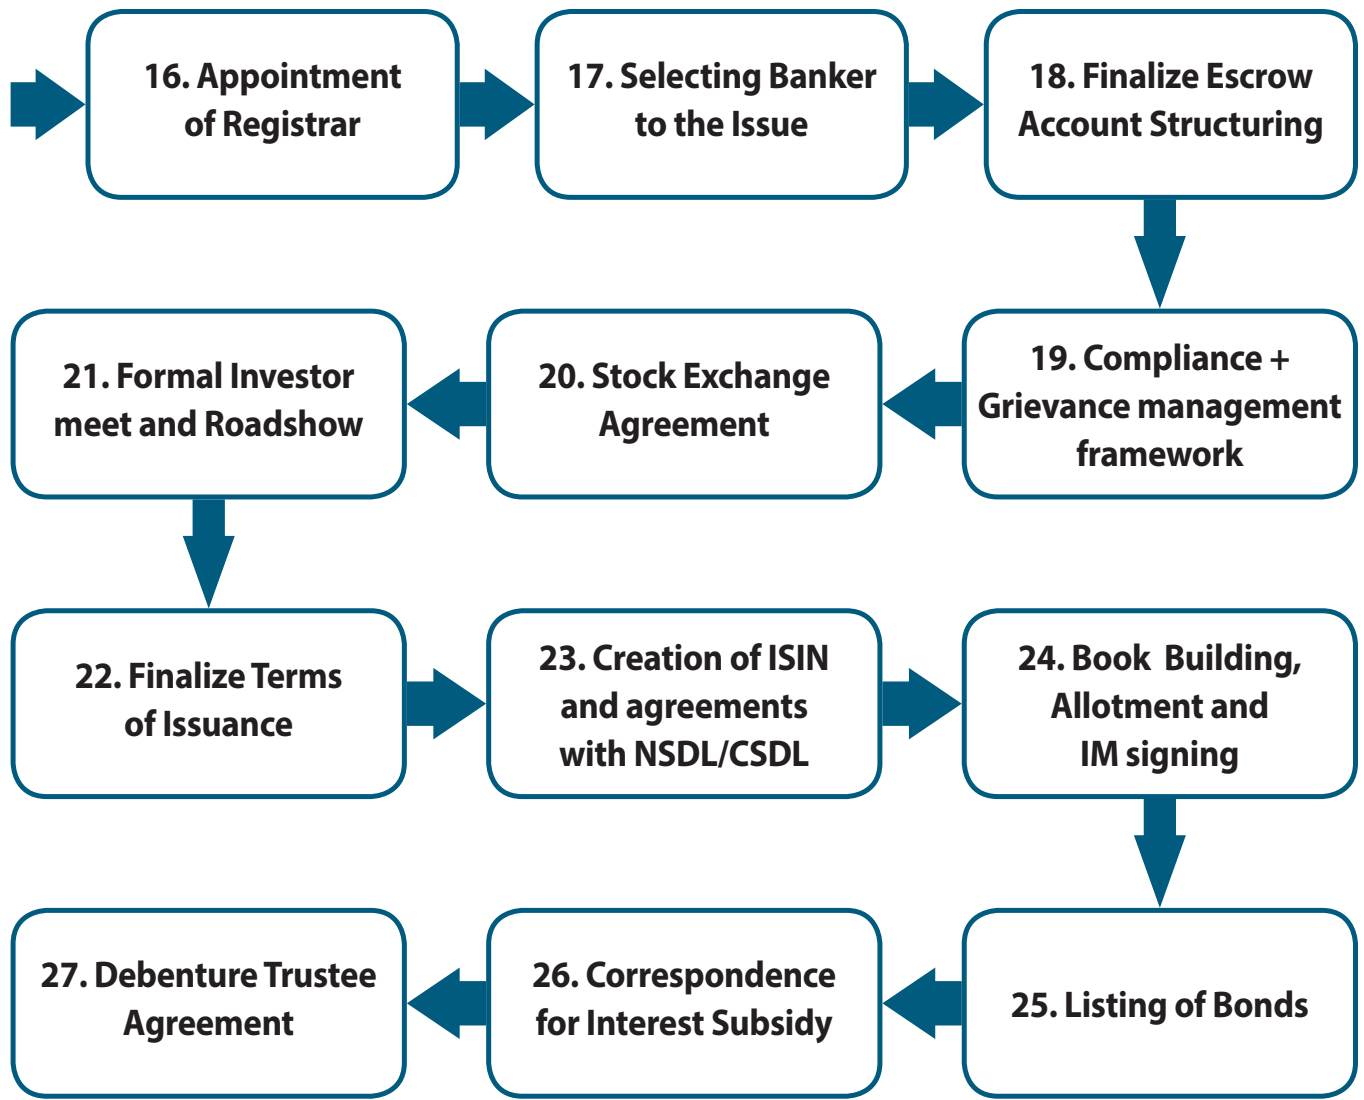 16. Appointment
of Registrar
17. Selecting Banker
to the Issue
18. Finalize Escrow
Account Structuring
19. Compliance +
Grievance management
framework
20. Stock Exchange
Agreement
21. Formal Investor
meet and Roadshow
22. Finalize Terms
of Issuance
23. Creation of ISIN
and agreements
with NSDL/CSDL
24. Book Building,
Allotment and
IM signing
25. Listing of Bonds
26. Correspondence
for Interest Subsidy
27. Debenture Trustee
Agreement